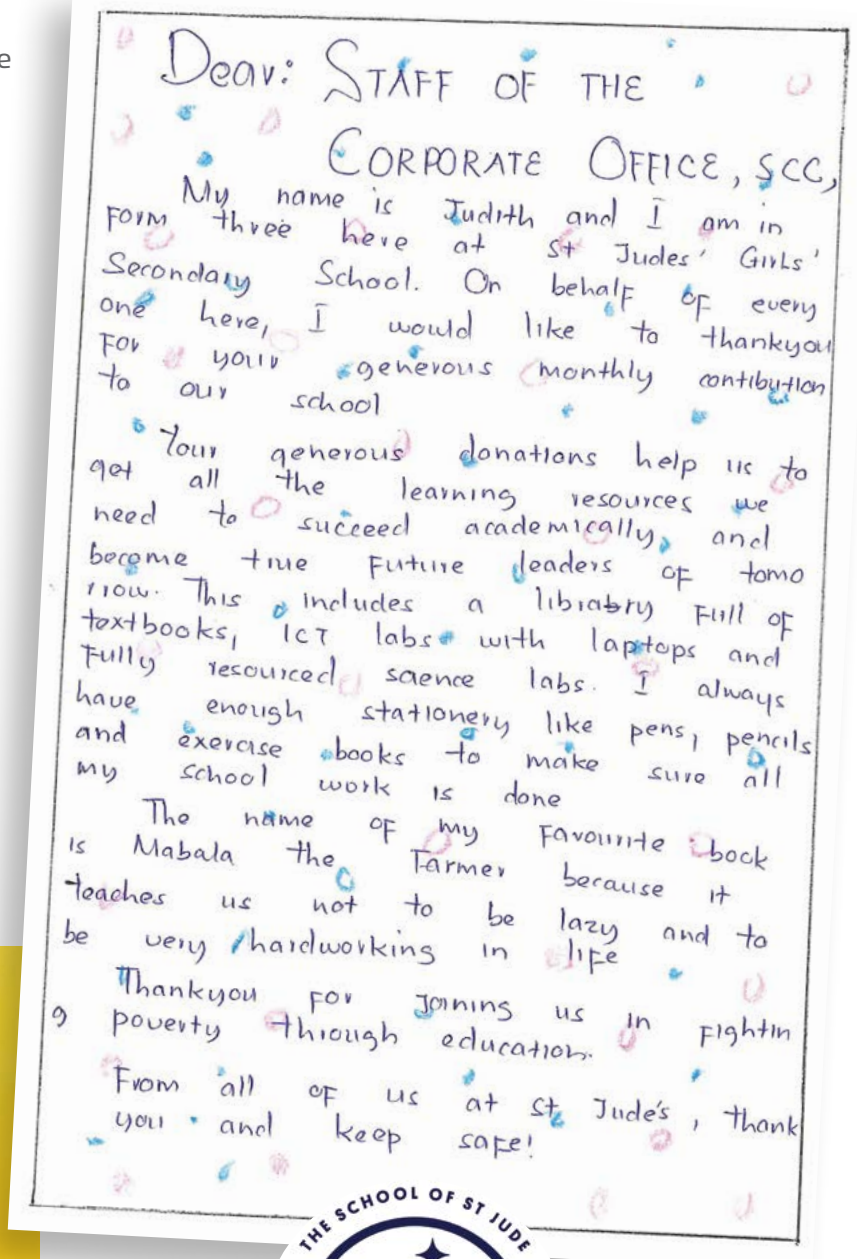 e
Dear: STAFF OF THE
CORPORATE OFFICE, SCC,
My name is Judith and I am in
Form three here at St Judes' Girls'
Secondary School. On behalf of every
one here, I would like to thankyou
For your generous monthly contibution
to our school
Your generous donations help us to
get all the learning resources we
need to succeed academically, and
become true Future leaders of tomo
rrow. This includes a librabry Full of
textbooks, ICT labs with laptops and
Fully resourced science labs. I always
have enough stationery like pens, pencils
and exercise books to make sure all
my school work is done
The name of my Favourite book
is Mabala the Farmer because it
teaches us not to be lazy and to
be very hardworking in life
Thankyou For Joining us in Fightin
g poverty through education.
From all of us at St Jude's, thank
you and keep safe!
THE SCHOOL OF ST JUDE